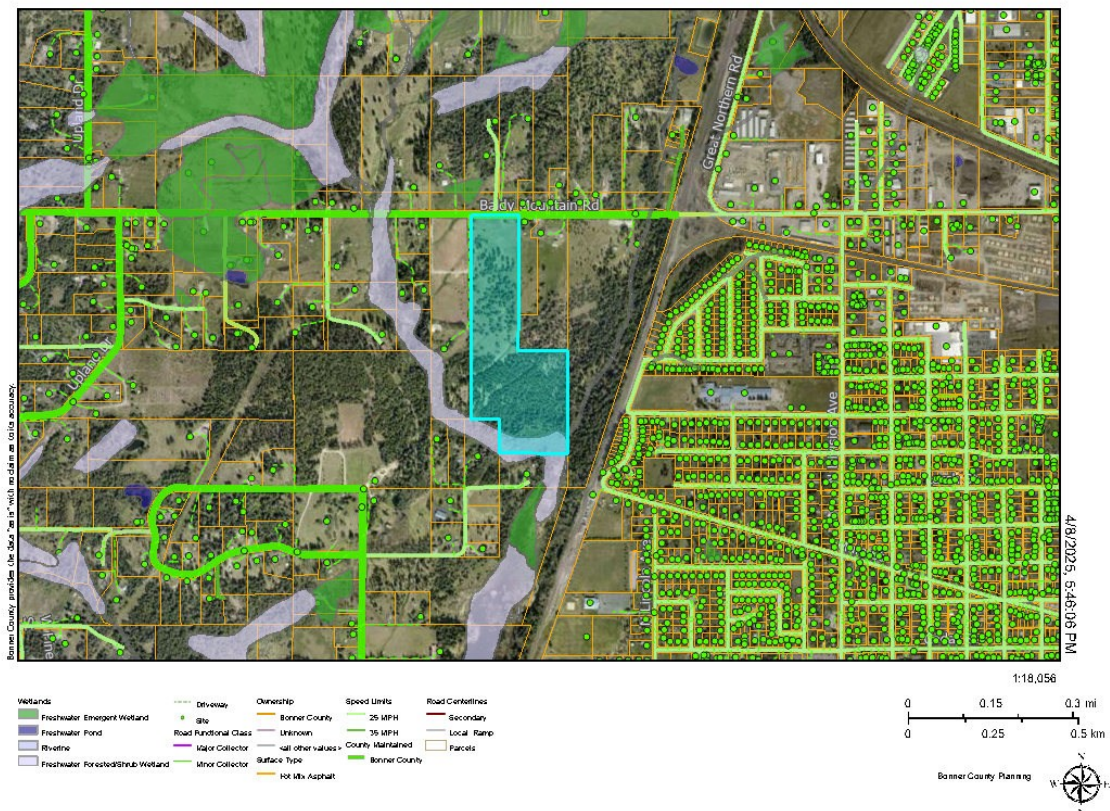 Upland Dr
Great Northern Rd
Baldy Mountain Rd
Upland Dr
Ave
Bonner County provides this data "as is" with no claim as to its accuracy.
4/8/2025, 5:46:06 PM
1:18,056
Wetlands
Freshwater Emergent Wetland
Freshwater Pond
Riverine
Freshwater Forested/Shrub Wetland
Driveway
Site
Road Functional Class
Major Collector
Minor Collector
Ownership
Bonner County
Unknown
<all other values>
Surface Type
Hot Mix Asphalt
Speed Limits
25 MPH
35 MPH
County Maintained
Bonner County
Road Centerlines
Secondary
Local Ramp
Parcels
0 0.15 0.3 mi
0 0.25 0.5 km
Bonner County Planning
N
W E